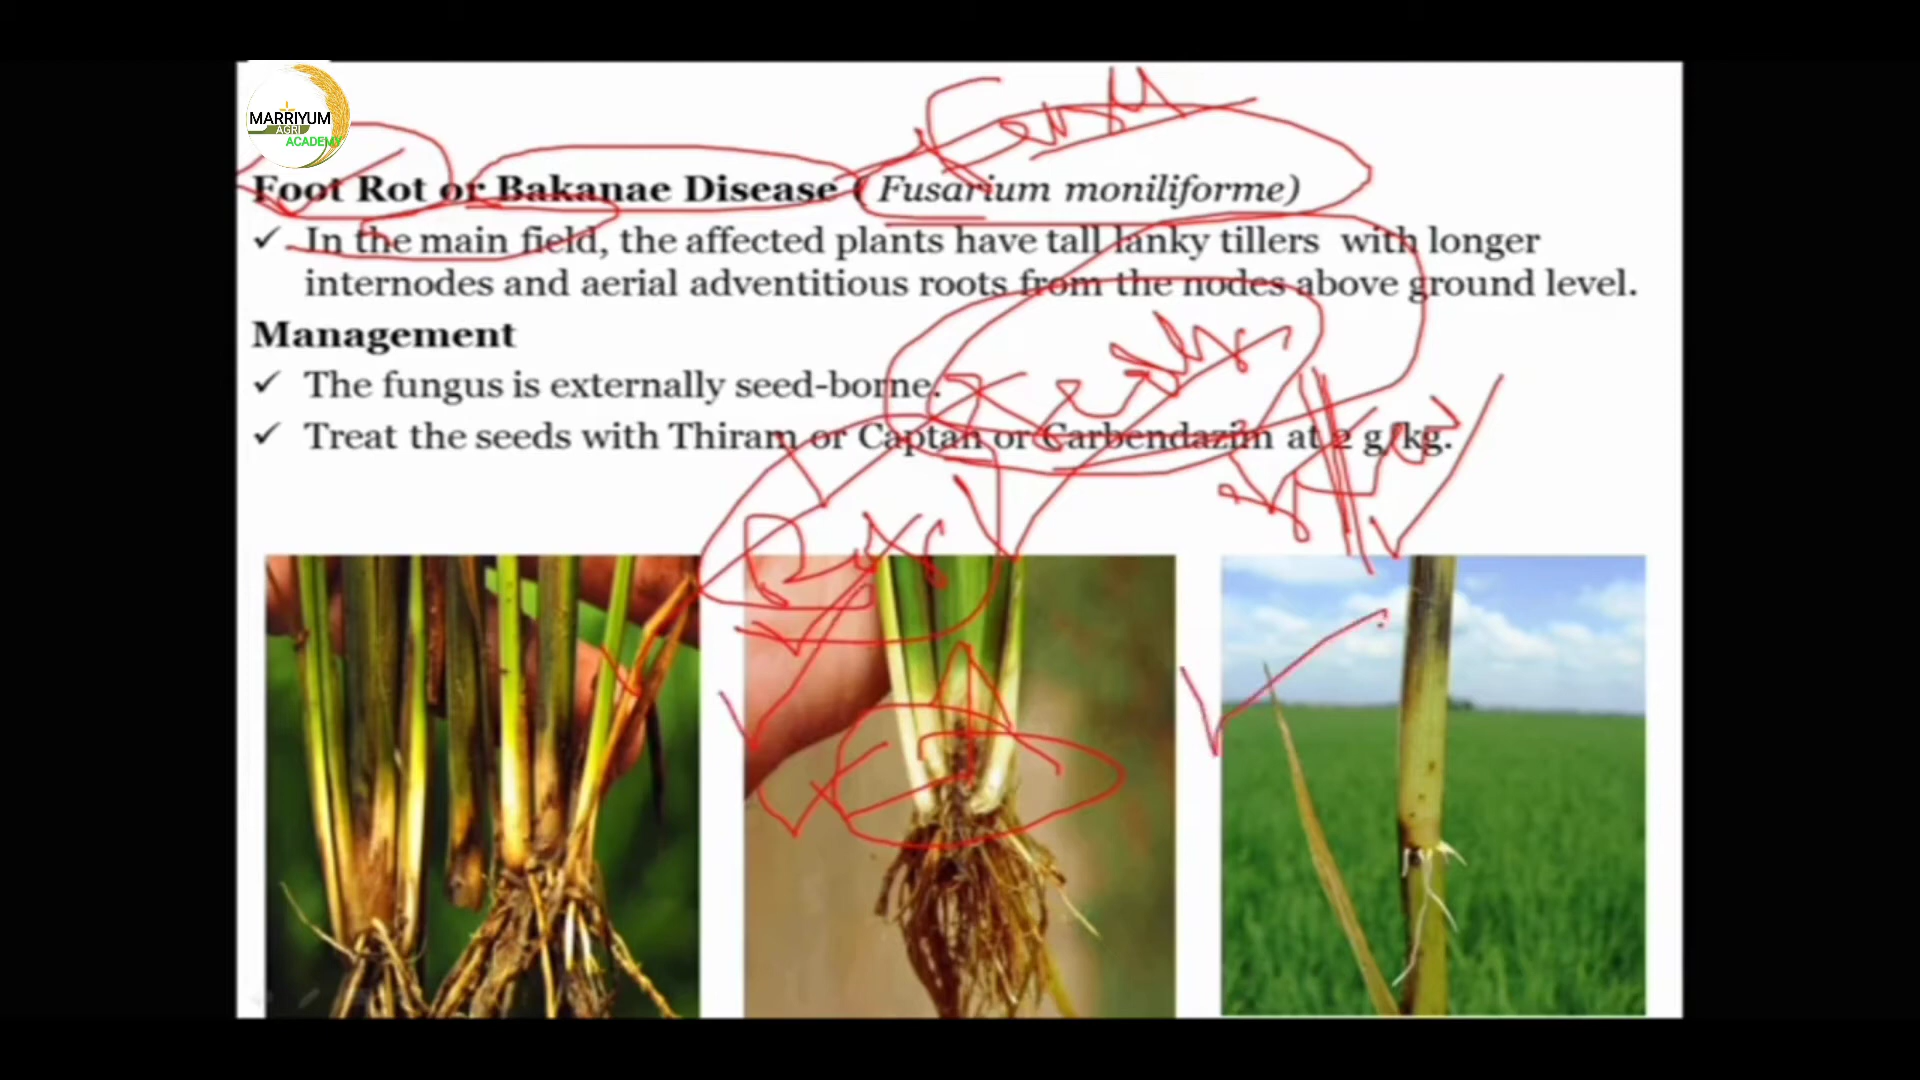 MARRIYUM
AGRI
ACADEMY
Foot Rot or Bakanae Disease ( Fusarium moniliforme)
✓ In the main field, the affected plants have tall lanky tillers with longer
internodes and aerial adventitious roots from the nodes above ground level.
Management
✓ The fungus is externally seed-borne.
✓ Treat the seeds with Thiram or Captan or Carbendazim at 2 g/kg.